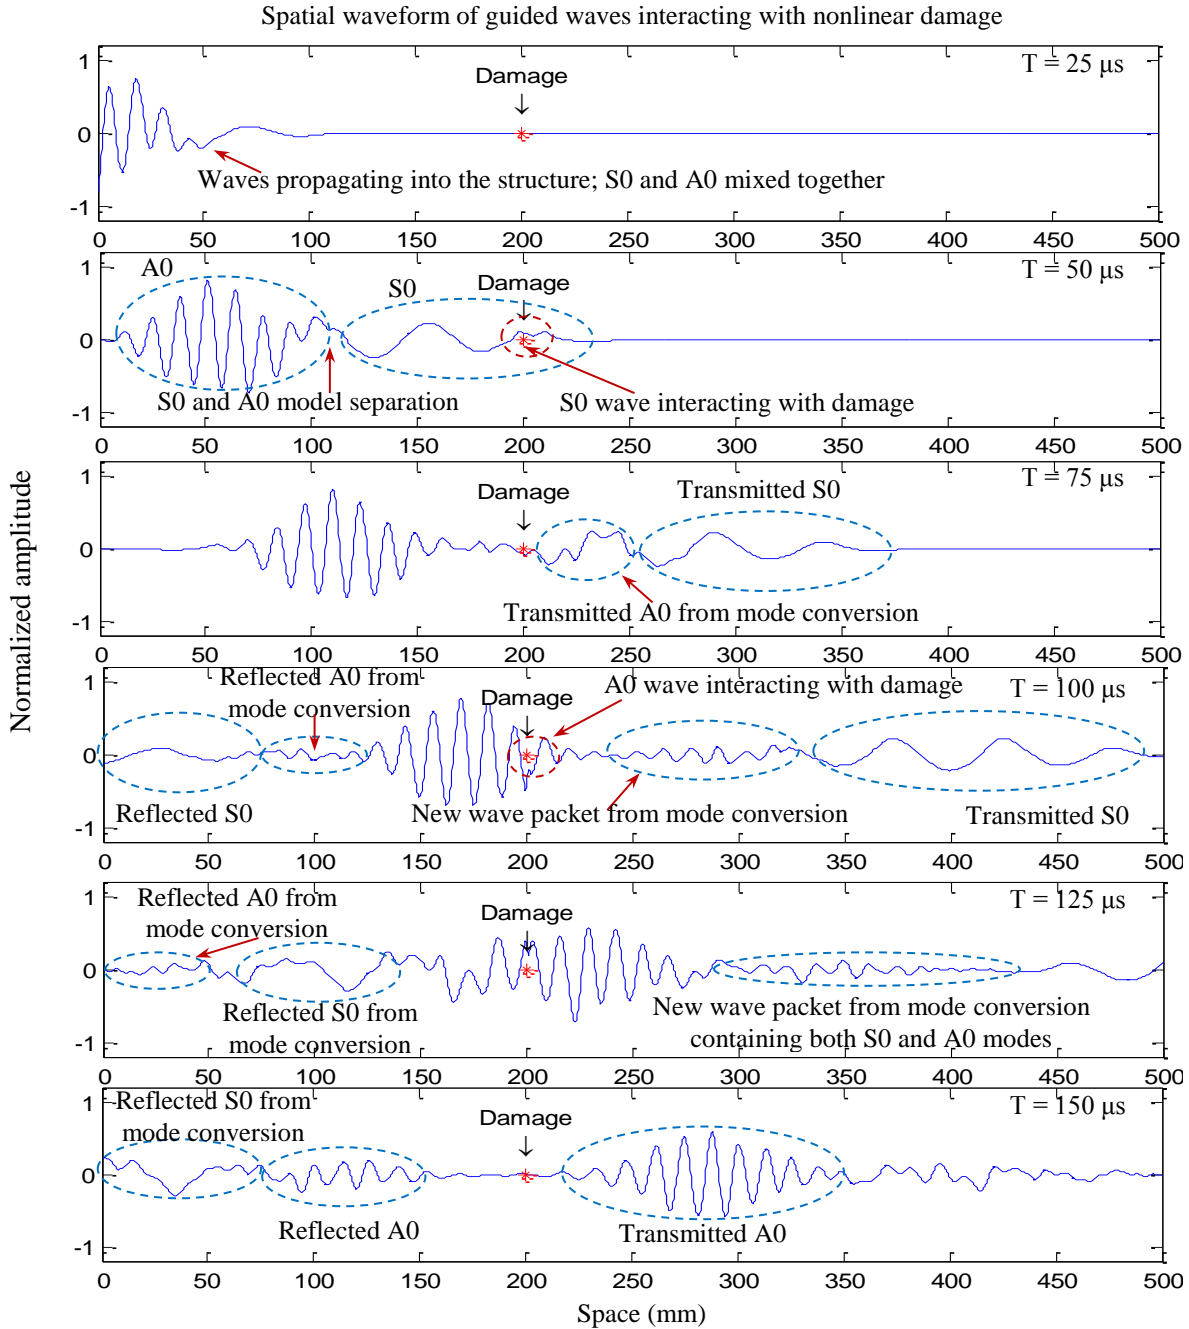 Spatial waveform of guided waves interacting with nonlinear damage
Normalized amplitude
1
0
-1
T = 25 μs
Damage
Waves propagating into the structure; S0 and A0 mixed together
0 50 100 150 200 250 300 350 400 450 500
1
0
-1
A0
S0
Damage
T = 50 μs
S0 and A0 model separation
S0 wave interacting with damage
0 50 100 150 200 250 300 350 400 450 500
1
0
-1
Damage
Transmitted S0
T = 75 μs
Transmitted A0 from mode conversion
0 50 100 150 200 250 300 350 400 450 500
1
0
-1
Reflected A0 from
mode conversion
Damage
A0 wave interacting with damage
T = 100 μs
Reflected S0
New wave packet from mode conversion
Transmitted S0
0 50 100 150 200 250 300 350 400 450 500
1
0
-1
Reflected A0 from
mode conversion
Damage
T = 125 μs
Reflected S0 from
mode conversion
New wave packet from mode conversion
containing both S0 and A0 modes
0 50 100 150 200 250 300 350 400 450 500
1
0
-1
Reflected S0 from
mode conversion
Damage
T = 150 μs
Reflected A0
Transmitted A0
0 50 100 150 200 250 300 350 400 450 500
Space (mm)